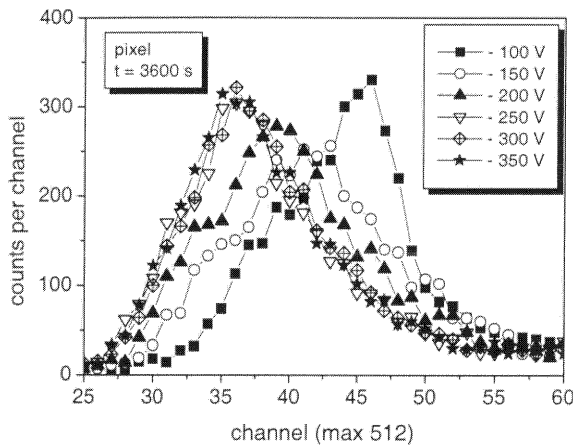 400
300
200
100
0
counts per channel
pixel
t = 3600 s
- 100 V
- 150 V
- 200 V
- 250 V
- 300 V
- 350 V
25 30 35 40 45 50 55 60
channel (max 512)